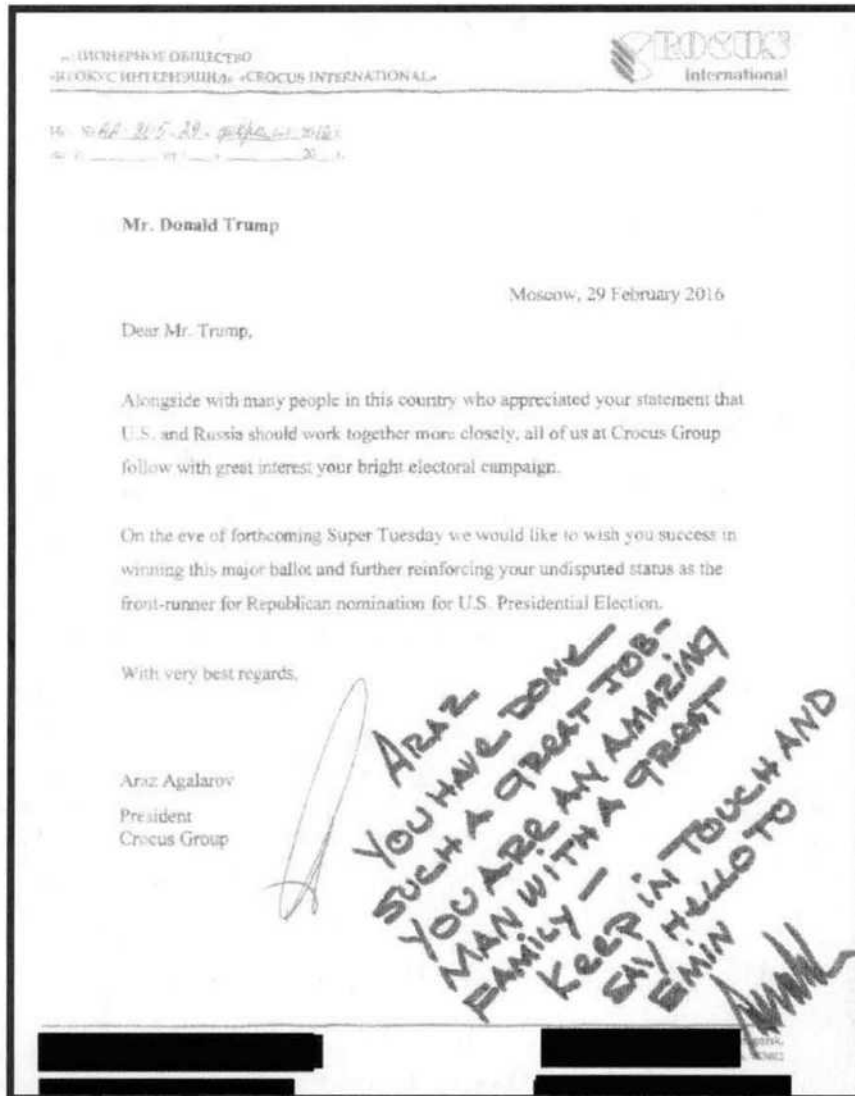 ОБЩЕСТВО
«CROCUS INTERNATIONAL»
CROCUS
International
20
Mr. Donald Trump
Moscow, 29 February 2016
Dear Mr. Trump,
Alongside with many people in this country who appreciated your statement that
U.S. and Russia should work together more closely, all of us at Crocus Group
follow with great interest your bright electoral campaign.
On the eve of forthcoming Super Tuesday we would like to wish you success in
winning this major ballot and further reinforcing your undisputed status as the
front-runner for Republican nomination for U.S. Presidential Election.
With very best regards,
Araz Agalarov
President
Crocus Group
ARAZ
YOU HAVE DONE
SUCH A GREAT JOB-
YOU ARE AN AMAZING
MAN WITH A GREAT
FAMILY —
KEEP IN TOUCH AND
SAY HELLO TO
EMIN